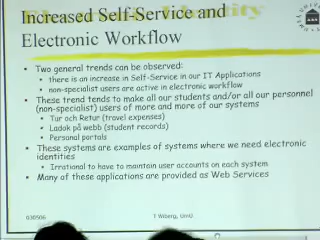 Increased Self-Service and
Electronic Workflow
Two general trends can be observed:
there is an increase in Self-Service in our IT Applications
non-specialist users are active in electronic workflow
These trend tends to make all our students and/or all our personnel
(non-specialist) users of more and more of our systems
Tur och Retur (travel expenses)
Ladok på webb (student records)
Personal portals
These systems are examples of systems where we need electronic
identities
Irrational to have to maintain user accounts on each system
Many of these applications are provided as Web Services
030506
T Wiberg, UmU